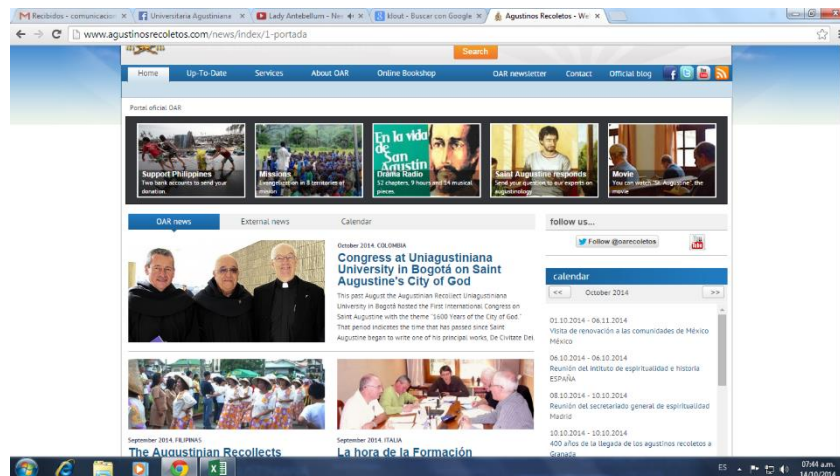 Recibidos - comunicacion
Universitaria Agustiniana
Lady Antebellum - Nee
klout - Buscar con Google
Agustinos Recoletos - We
www.agustinosrecoletos.com/news/index/1-portada
Search
Home
Up-To-Date
Services
About OAR
Online Bookshop
OAR newsletter
Contact
Official blog
Portal oficial OAR
Support
Philippines
Two bank
accounts to send your
donation.
Missions
Evangelisation in 8 territories of
mission
En la vida
de
San
Agustín
Drama Radio
52 chapters, 9 hours and 14 musical
pieces.
Saint Augustine
responds
Send your question to our experts on
augustinology
Movie
You can watch "St. Augustine", the
movie
OAR news
External news
Calendar
October 2014. COLOMBIA
Congress at Uniagustiniana
University in Bogotá on Saint
Augustine's City of God
This past August the Augustinian Recollect Uniagustiniana
University in Bogotá hosted the First International Congress on
Saint Augustine with the theme "1600 Years of the City of God."
That period indicates the time that has passed since Saint
Augustine began to write one of his principal works, De Civitate Dei
September 2014. FILIPINAS
The Augustinian Recollects
September 2014. ITALIA
La hora de la Formación
follow us...
Follow @oarecoletos
calendar
<<
October 2014
>>
01.10.2014 - 06.11.2014
Visita de renovación a las comunidades de México
México
06.10.2014 - 06.10.2014
Reunión del intituto de espiritualidad e historia
ESPAÑA
08.10.2014 - 10.10.2014
Reunión del secretariado general de espiritualidad
Madrid
10.10.2014 - 10.10.2014
400 años de la llegada de los agustinos recoletos a
Granada
ES
07:44 a.m.
14/10/2014